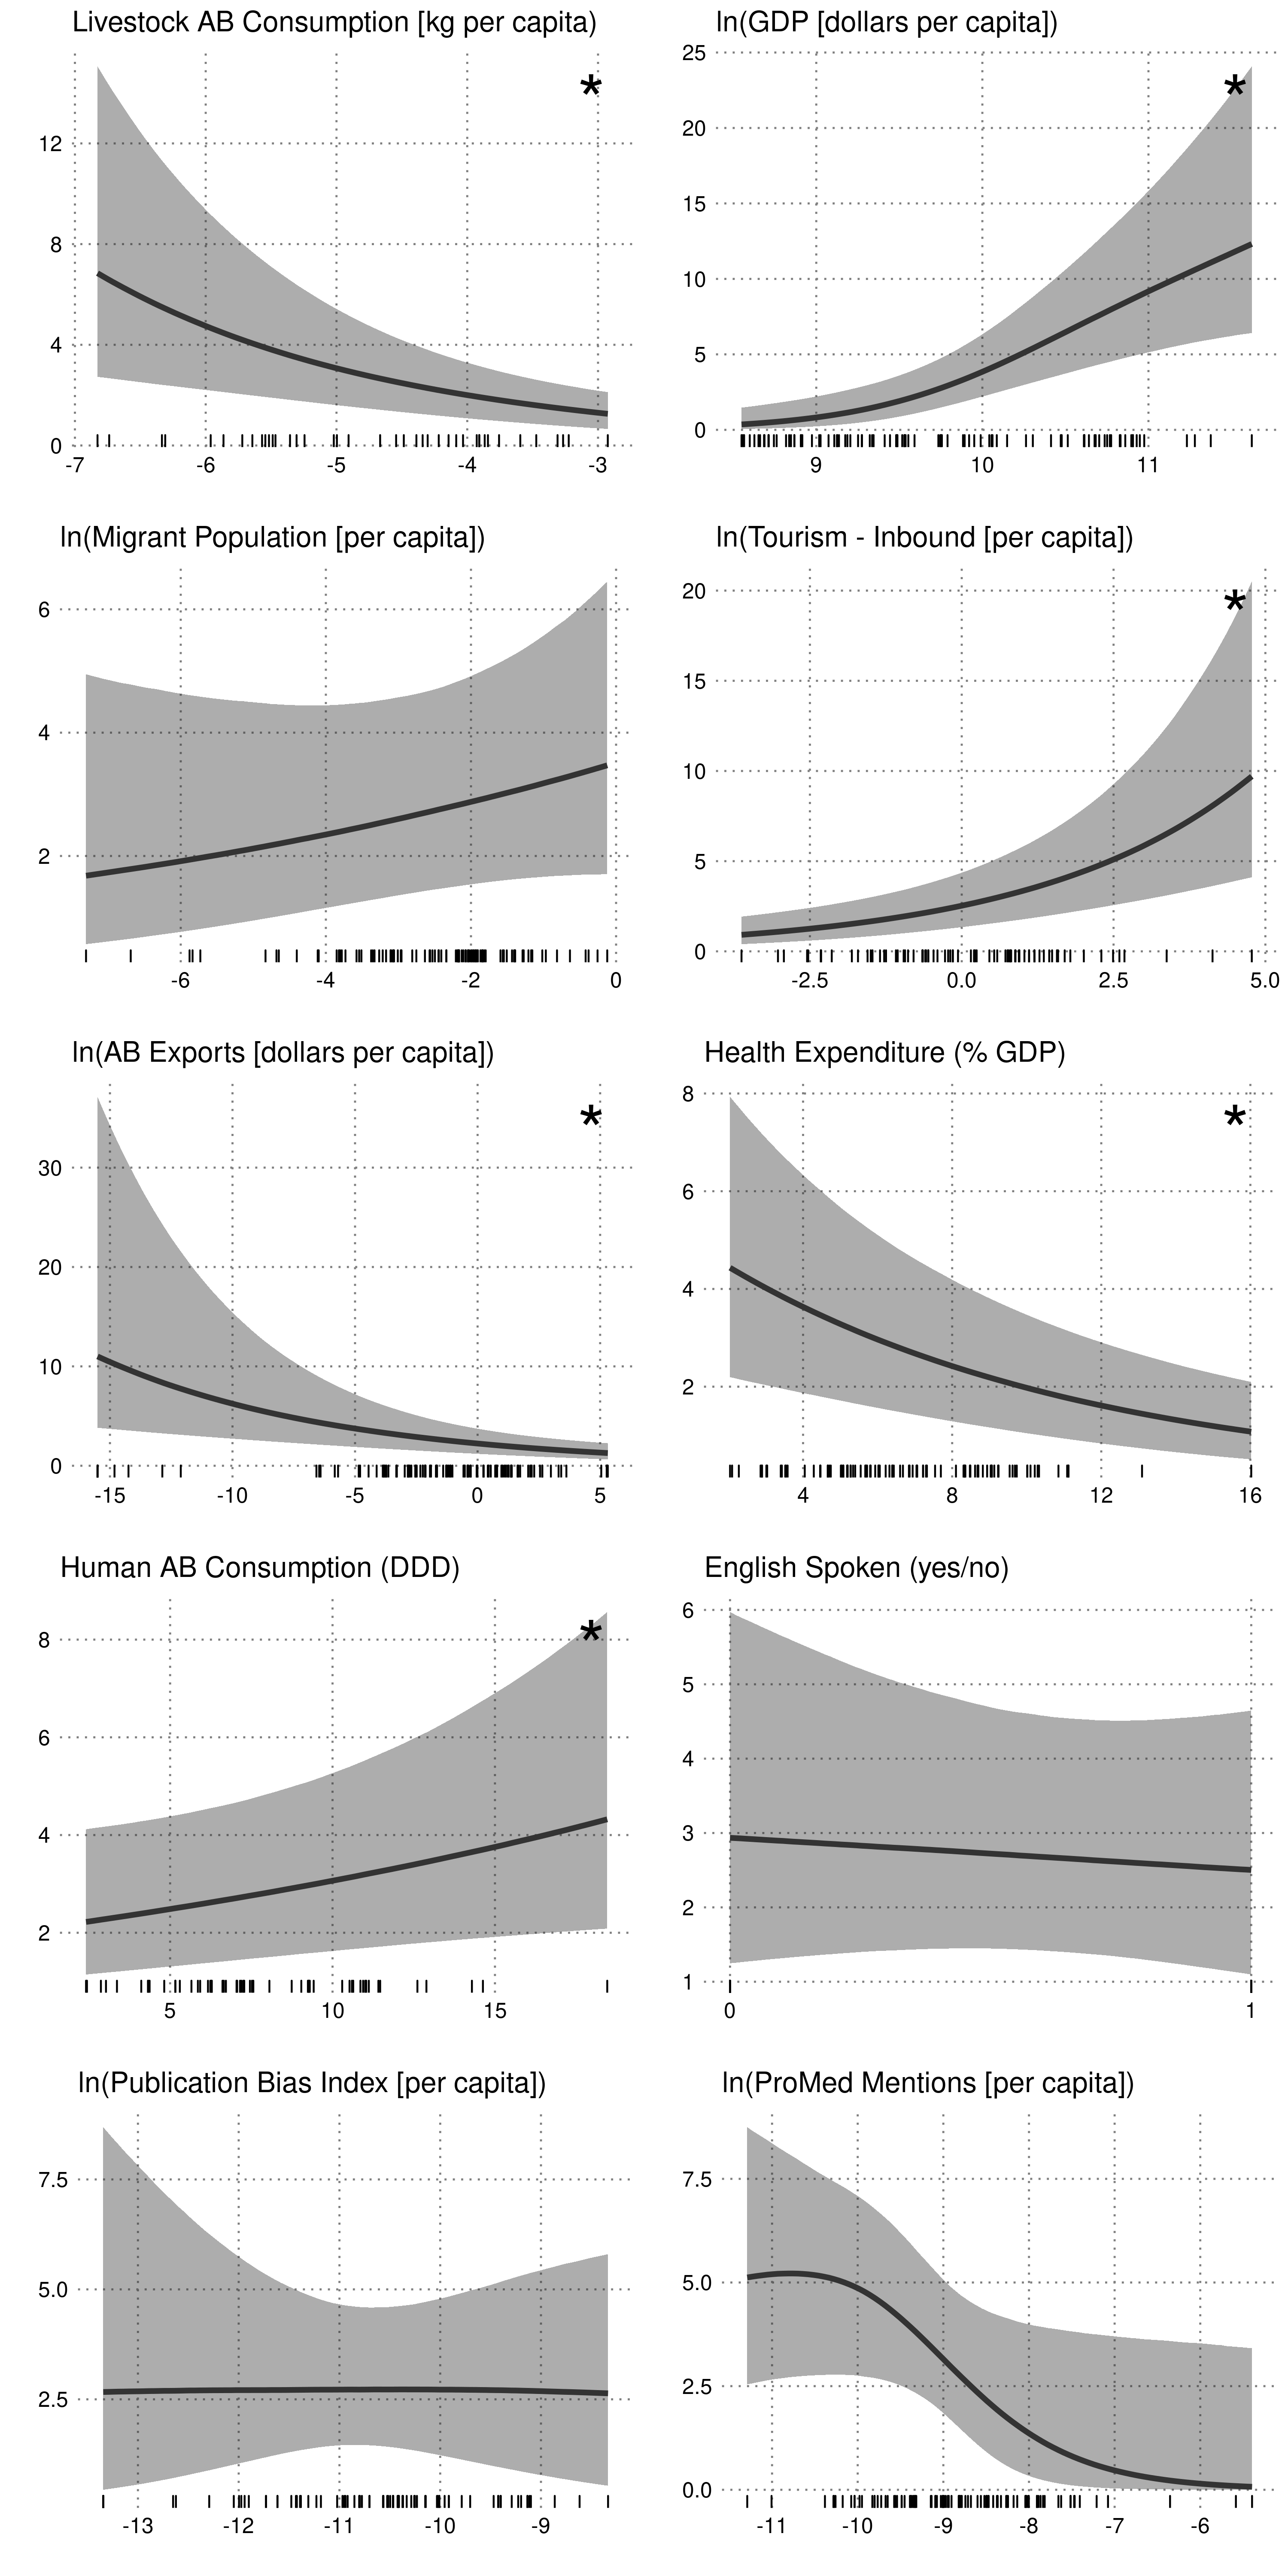 Livestock AB Consumption [kg per capita)
ln(GDP [dollars per capita])
12
8
4
0
-7 -6 -5 -4 -3
*
25
20
15
10
5
0
9 10 11
*
ln(Migrant Population [per capita])
ln(Tourism - Inbound [per capita])
6
4
2
-6 -4 -2 0
20
15
10
5
0
-2.5 0.0 2.5 5.0
*
ln(AB Exports [dollars per capita])
Health Expenditure (% GDP)
30
20
10
0
-15 -10 -5 0 5
*
8
6
4
2
4 8 12 16
*
Human AB Consumption (DDD)
English Spoken (yes/no)
8
6
4
2
5 10 15
*
6
5
4
3
2
1
0 1
ln(Publication Bias Index [per capita])
ln(ProMed Mentions [per capita])
7.5
5.0
2.5
-13 -12 -11 -10 -9
7.5
5.0
2.5
0.0
-11 -10 -9 -8 -7 -6